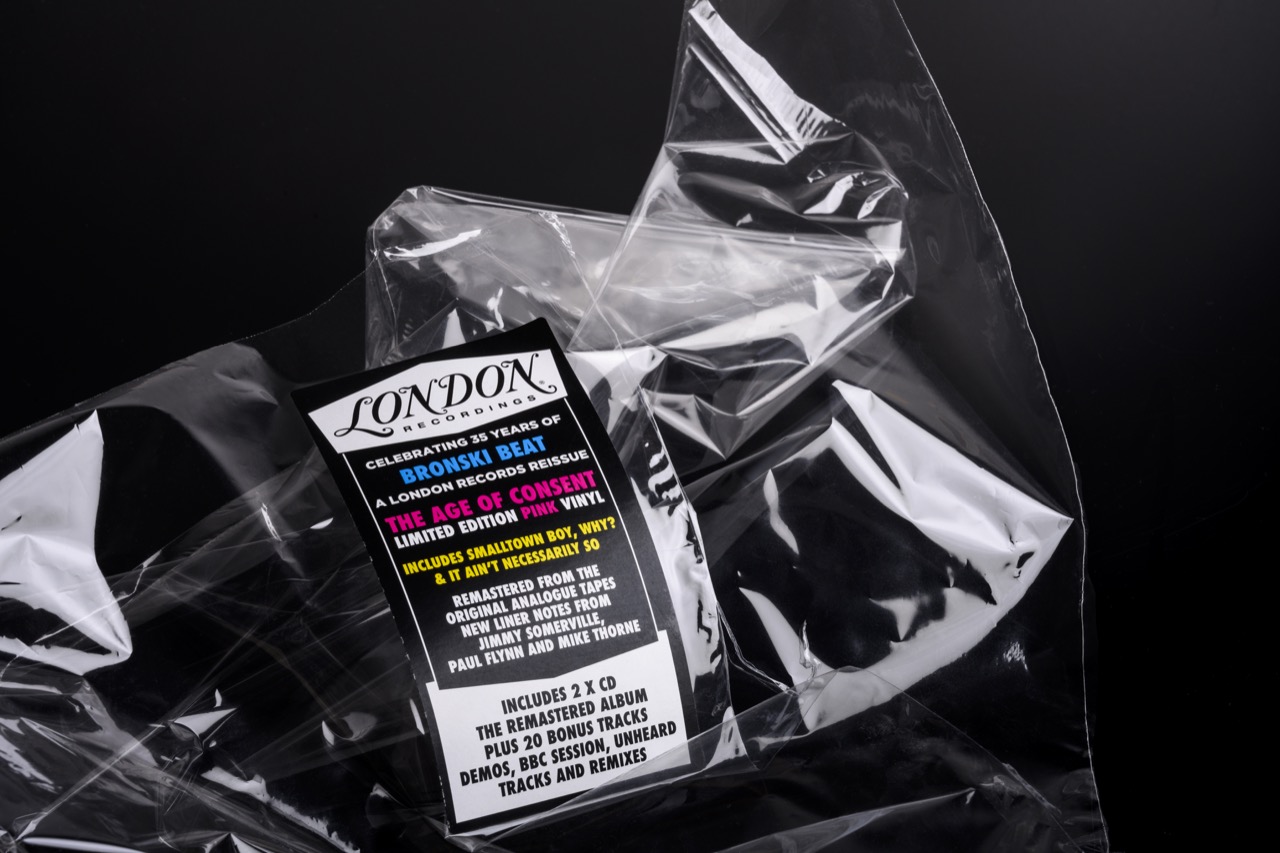 LONDON®
RECORDINGS
CELEBRATING 35 YEARS OF
BRONSKI BEAT
A LONDON RECORDS REISSUE
THE AGE OF CONSENT
LIMITED EDITION PINK VINYL
INCLUDES SMALLTOWN BOY, WHY?
& IT AIN'T NECESSARILY SO
REMASTERED FROM THE
ORIGINAL ANALOGUE TAPES
NEW LINER NOTES FROM
JIMMY SOMERVILLE,
PAUL FLYNN AND MIKE THORNE
INCLUDES 2 X CD
THE REMASTERED ALBUM
PLUS 20 BONUS TRACKS
DEMOS, BBC SESSION, UNHEARD
TRACKS AND REMIXES